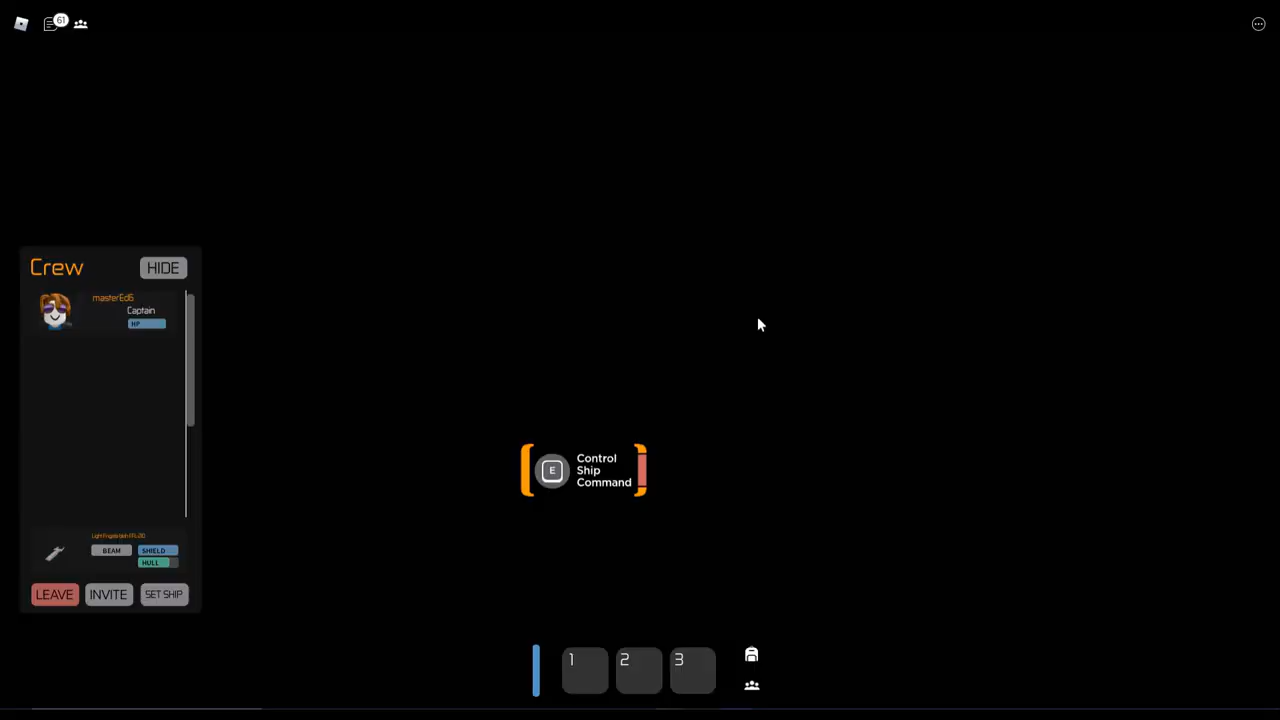 61
Crew
HIDE
masterEd6
Captain
HP
E
Control
Ship
Command
BEAM
SHIELD
HULL
LEAVE
INVITE
SET SHIP
1
2
3